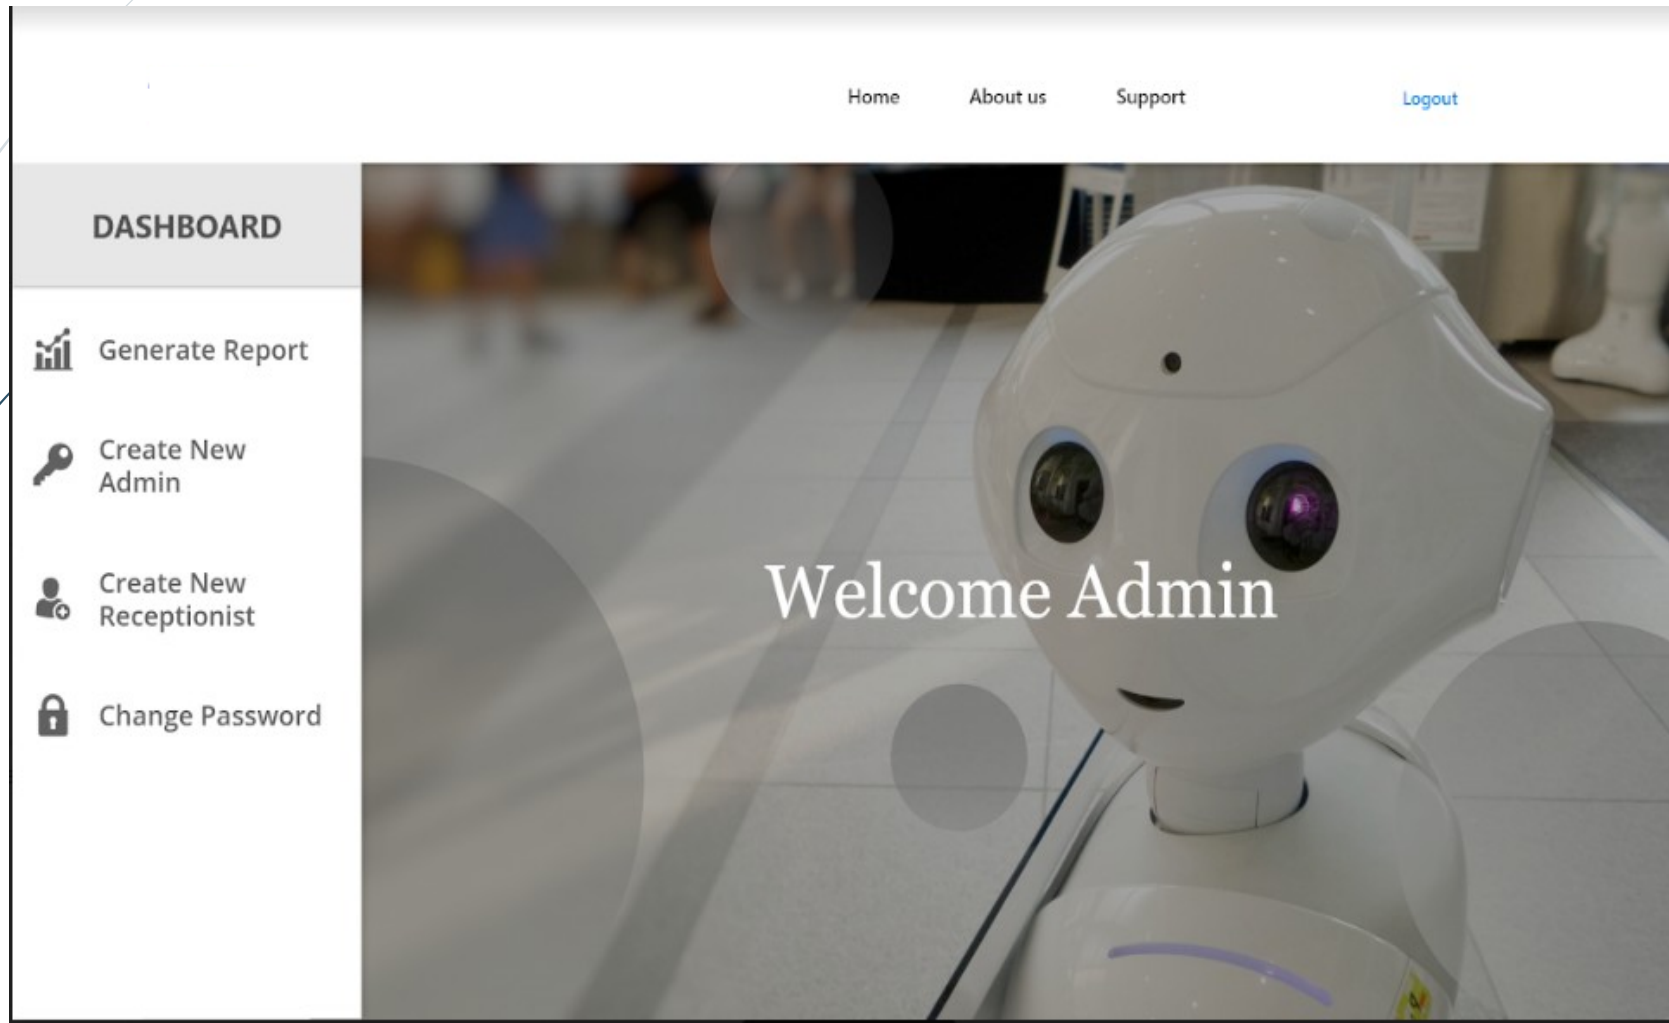 Home About us Support Logout
DASHBOARD
Generate Report
Create New
Admin
Create New
Receptionist
Change Password
Welcome Admin